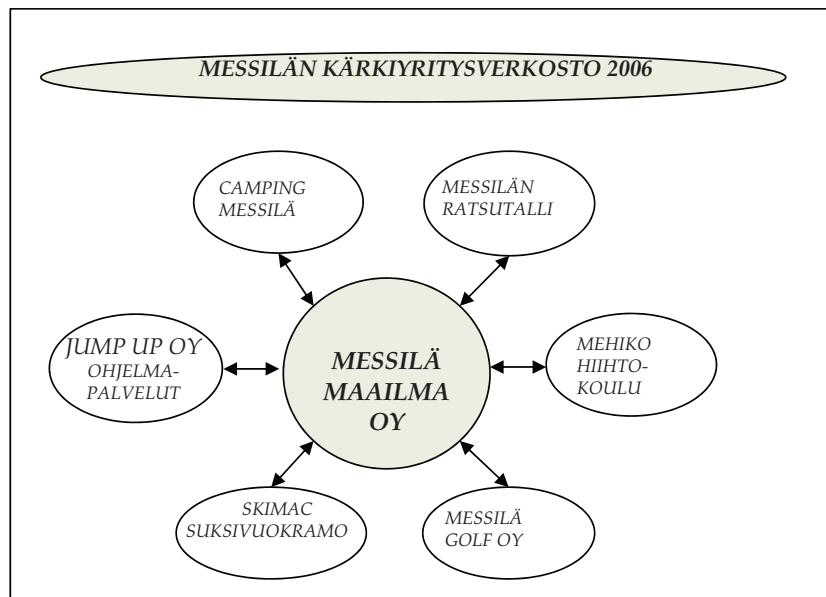 MESSILÄN KÄRKIYRITYSVERKOSTO 2006
CAMPING
MESSILÄ
MESSILÄN
RATSUTALLI
JUMP UP OY
OHJELMA-
PALVELUT
MESSILÄ
MAAILMA
OY
MEHIKO
HIIHTO-
KOULU
SKIMAC
SUKSIVUOKRAMO
MESSILÄ
GOLF OY